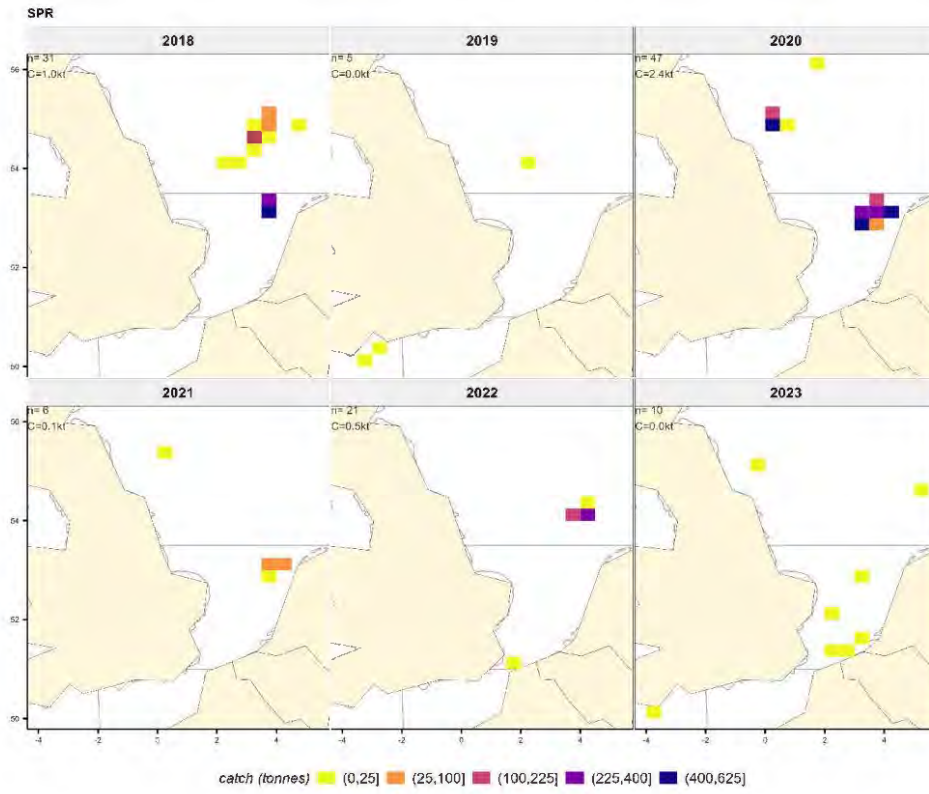 SPR
2018 2019 2020
n= 31
C=1.0kt
n= 5
C=0.0kt
n= 47
C=2.4kt
56
54
52
50
2021 2022 2023
n= 6
C=0.1kt
n= 21
C=0.5kt
n= 10
C=0.0kt
56
54
52
50
-4 -2 0 2 4 -4 -2 0 2 4 -4 -2 0 2 4
catch (tonnes) (0,25] (25,100] (100,225] (225,400] (400,625]